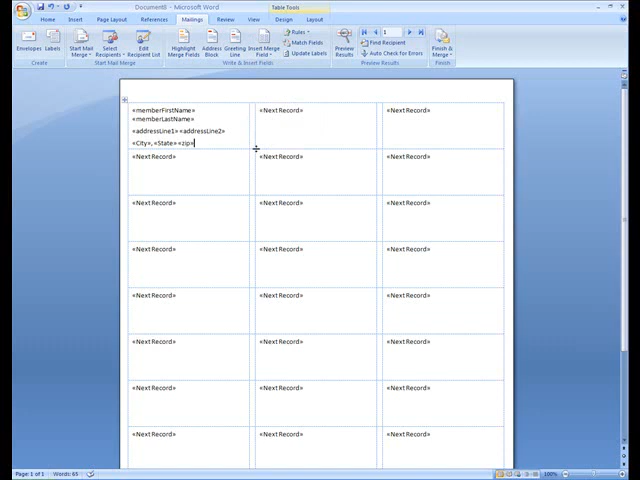 Document8 - Microsoft Word
Table Tools
Home Insert Page Layout References Mailings Review View Design Layout
Envelopes Labels
Start Mail Merge Select Recipients Edit Recipient List
Highlight Merge Fields Address Block Greeting Line Insert Merge Field
Rules
Match Fields
Update Labels
Preview Results
1
Find Recipient
Auto Check for Errors
Finish & Merge
Create Start Mail Merge Write & Insert Fields Preview Results Finish
«memberFirstName» «Next Record» «Next Record»
«memberLastName»
«addressLine1» «addressLine2»
«City», «State» «zip»
«Next Record» «Next Record» «Next Record»
«Next Record» «Next Record» «Next Record»
«Next Record» «Next Record» «Next Record»
«Next Record» «Next Record» «Next Record»
«Next Record» «Next Record» «Next Record»
«Next Record» «Next Record» «Next Record»
«Next Record» «Next Record» «Next Record»
Page: 1 of 1 Words: 65 100%